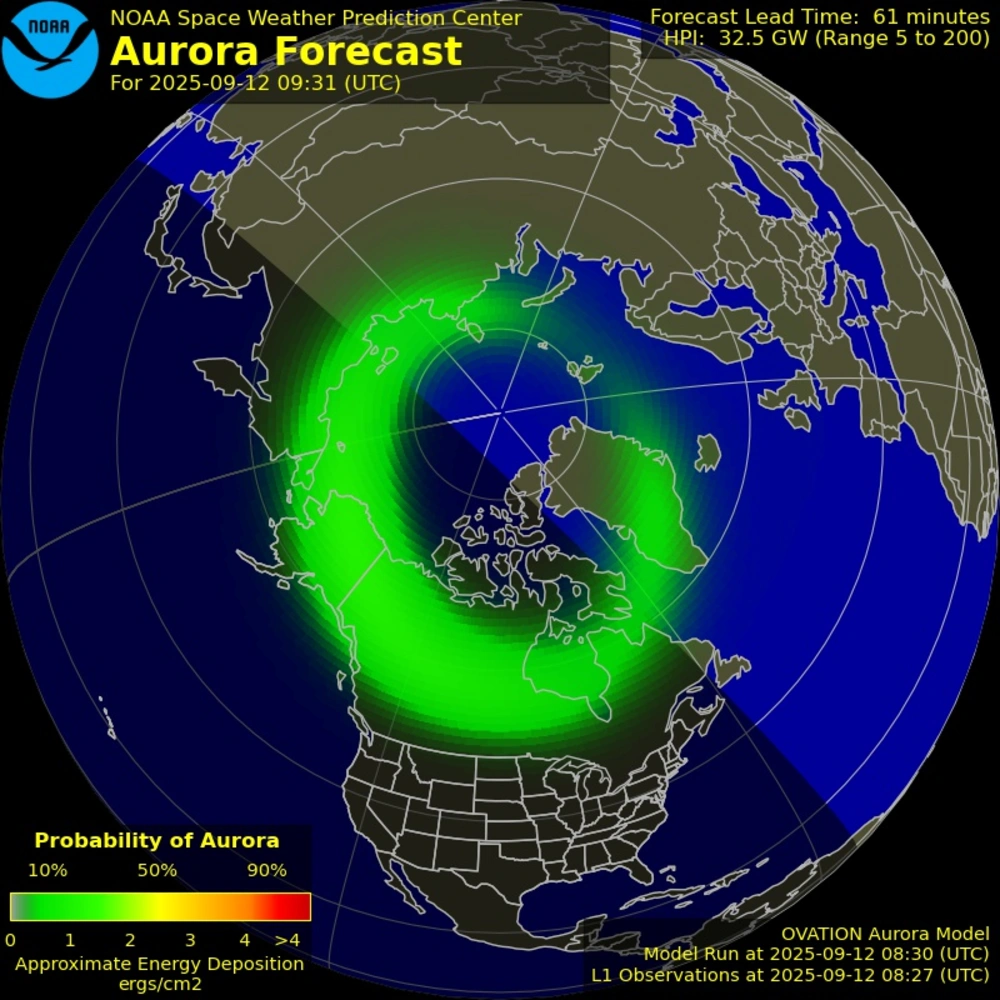 NOAA
NOAA Space Weather Prediction Center
Aurora Forecast
For 2025-09-12 09:31 (UTC)
Forecast Lead Time: 61 minutes
HPI: 32.5 GW (Range 5 to 200)
Probability of Aurora
10% 50% 90%
0 1 2 3 4 >4
Approximate Energy Deposition
ergs/cm2
OVATION Aurora Model
Model Run at 2025-09-12 08:30 (UTC)
L1 Observations at 2025-09-12 08:27 (UTC)